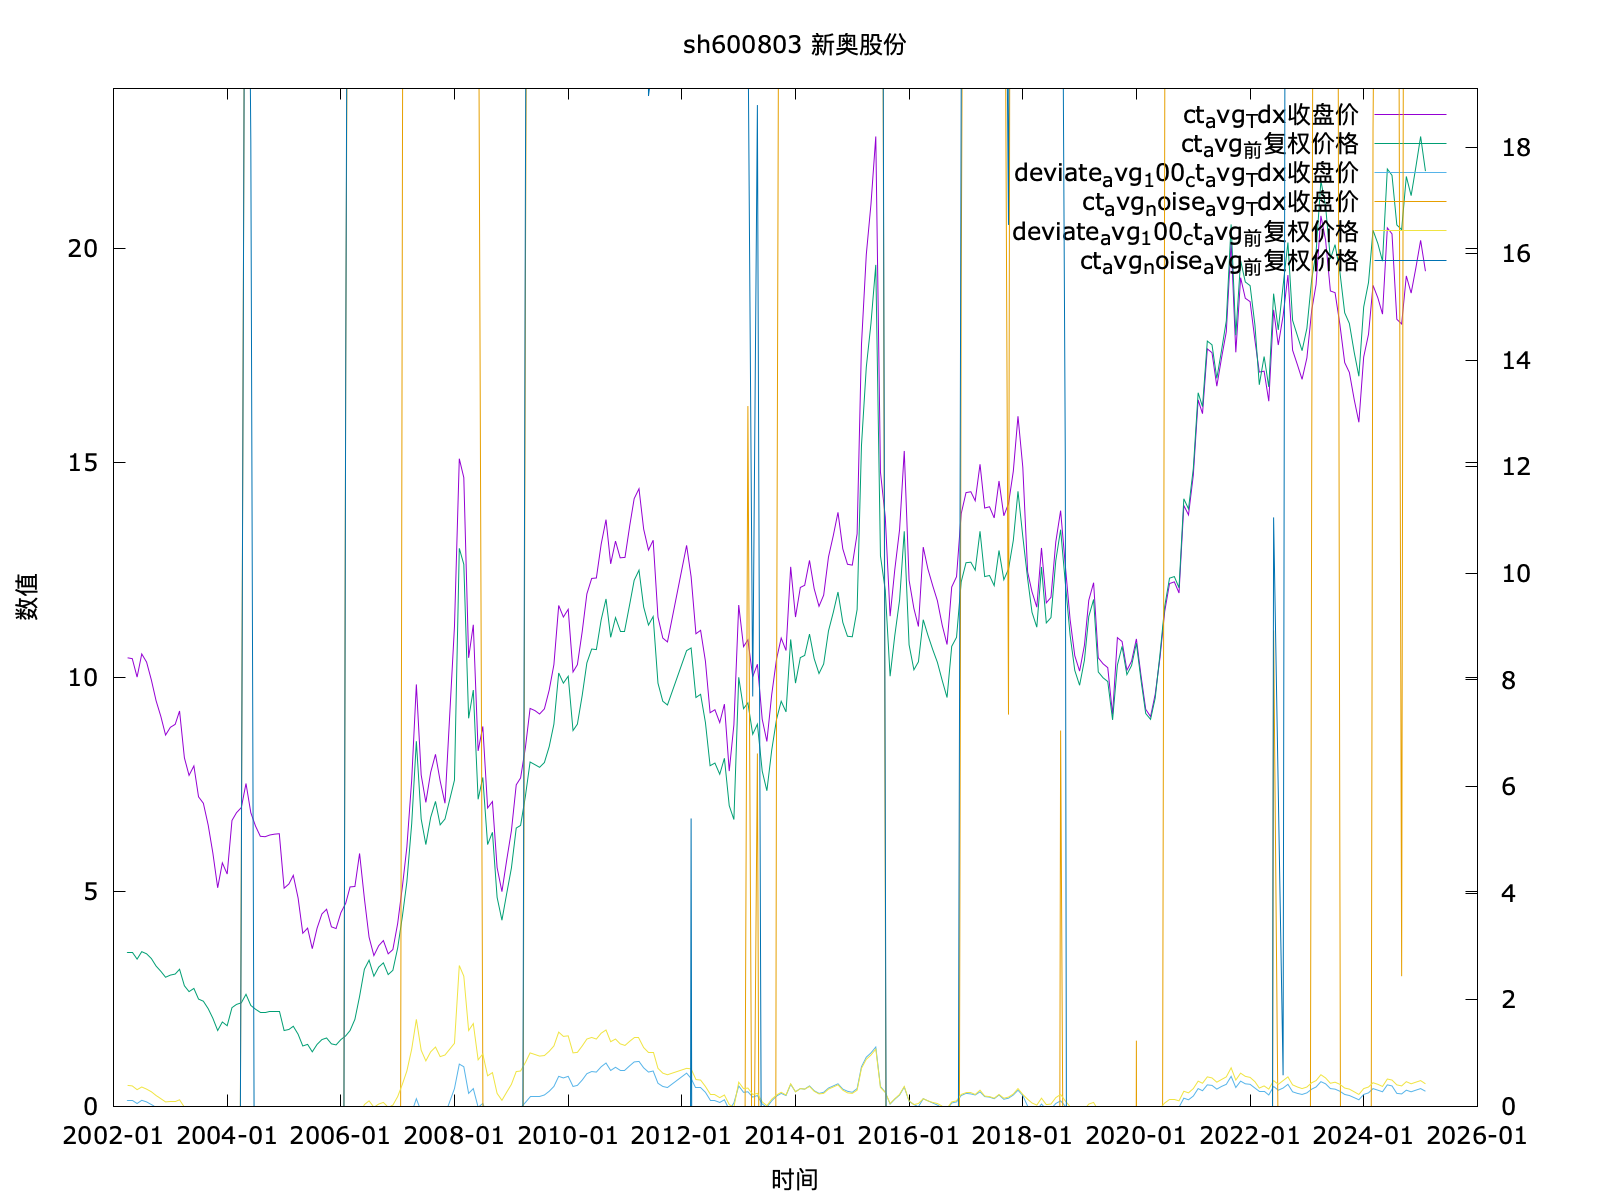 sh600803 新奥股份
ct_avg_Tdx收盘价
ct_avg_前复权价格
deviate_avg_100_ct_avg_Tdx收盘价
ct_avg_noise_avg_Tdx收盘价
deviate_avg_100_ct_avg_前复权价格
ct_avg_noise_avg_前复权价格
20
15
10
5
0
数值
18
16
14
12
10
8
6
4
2
0
2002-01 2004-01 2006-01 2008-01 2010-01 2012-01 2014-01 2016-01 2018-01 2020-01 2022-01 2024-01 2026-01
时间